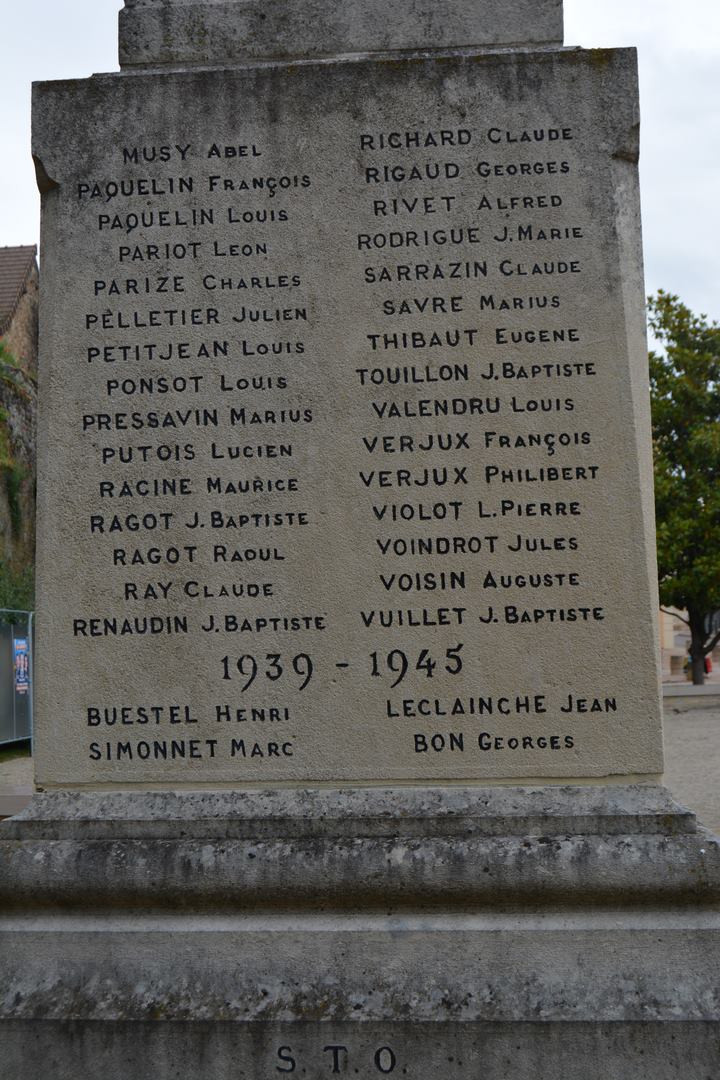 MUSY ABEL
PAQUELIN FRANÇOIS
PAQUELIN LOUIS
PARIOT LEON
PARIZE CHARLES
PELLETIER JULIEN
PETITJEAN LOUIS
PONSOT LOUIS
PRESSAVIN MARIUS
PUTOIS LUCIEN
RACINE MAURICE
RAGOT J.BAPTISTE
RAGOT RAOUL
RAY CLAUDE
RENAUDIN J.BAPTISTE
RICHARD CLAUDE
RIGAUD GEORGES
RIVET ALFRED
RODRIGUE J.MARIE
SARRAZIN CLAUDE
SAVRE MARIUS
THIBAUT EUGENE
TOUILLON J.BAPTISTE
VALENDRU LOUIS
VERJUX FRANÇOIS
VERJUX PHILIBERT
VIOLOT L.PIERRE
VOINDROT JULES
VOISIN AUGUSTE
VUILLET J.BAPTISTE
1939 - 1945
BUESTEL HENRI
SIMONNET MARC
LECLAINCHE JEAN
BON GEORGES
S.T.O.